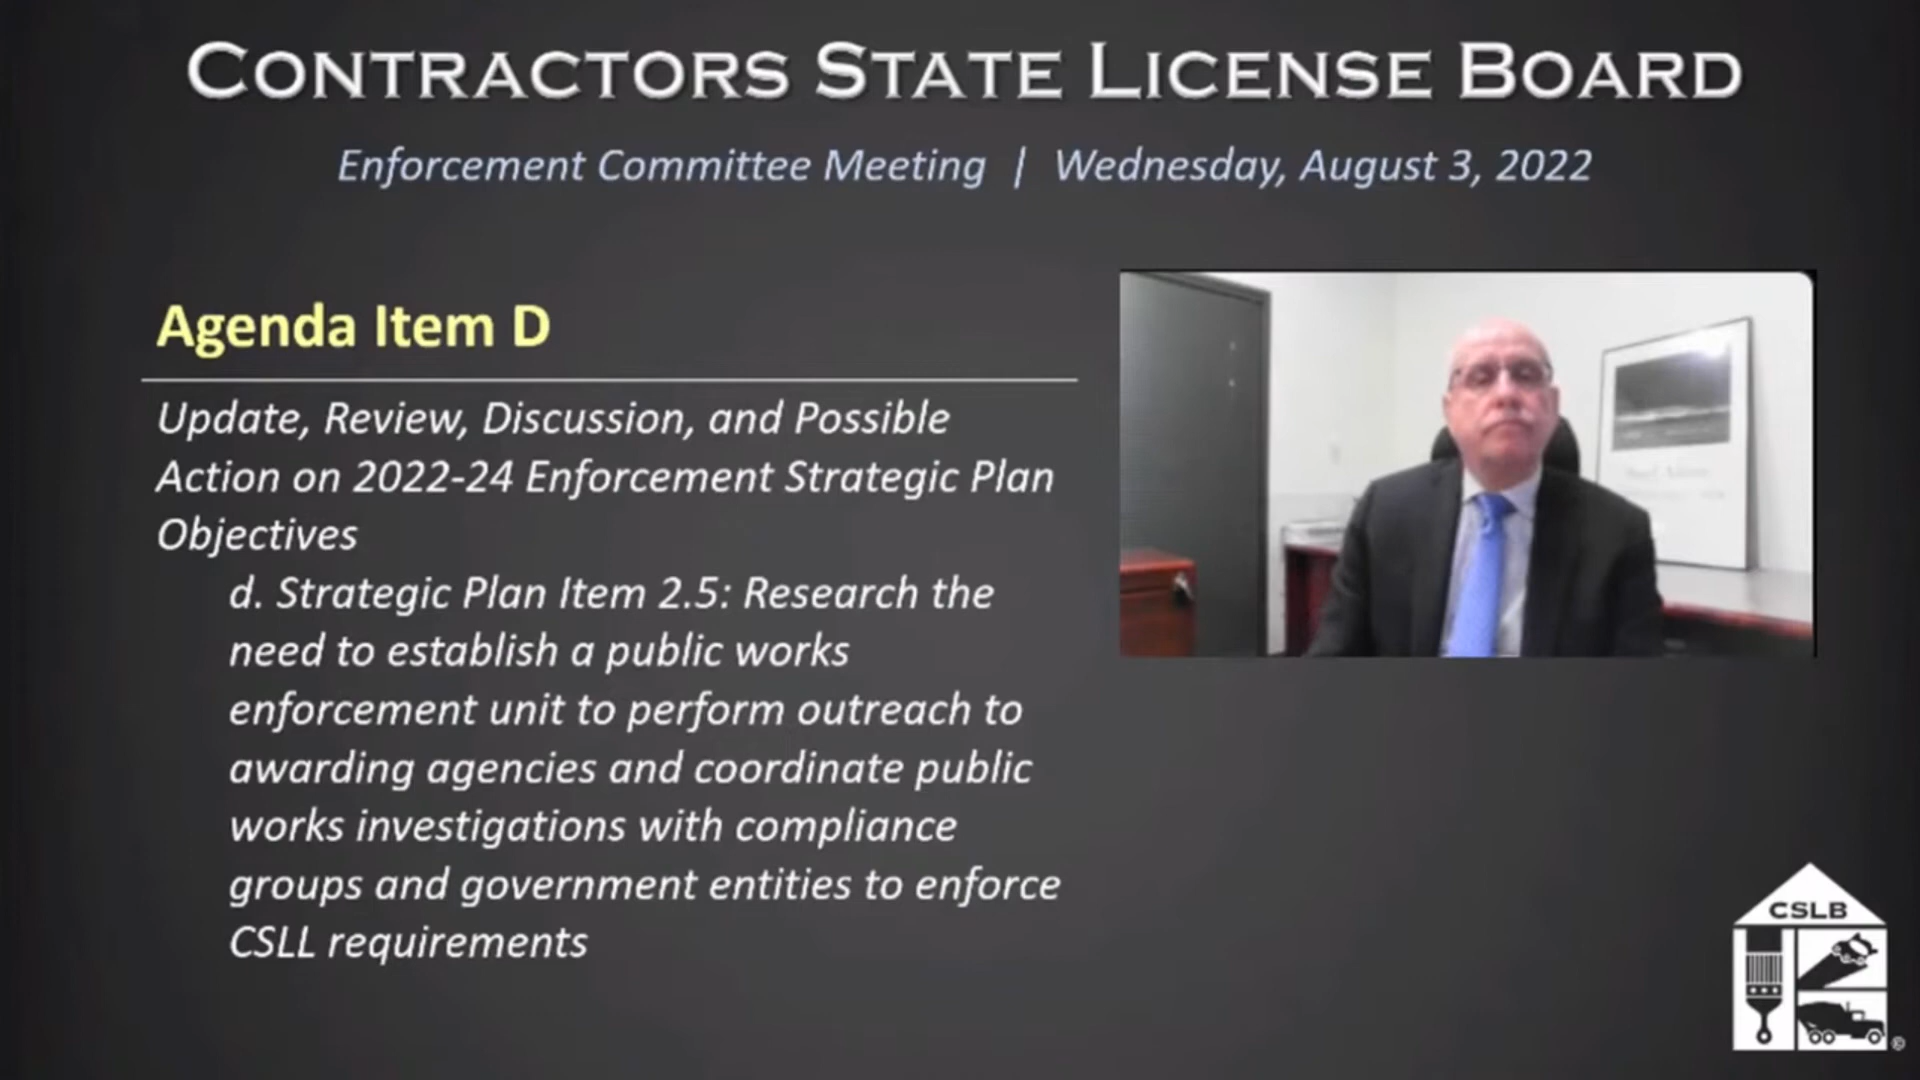 CONTRACTORS STATE LICENSE BOARD
Enforcement Committee Meeting | Wednesday, August 3, 2022
Agenda Item D
Update, Review, Discussion, and Possible
Action on 2022-24 Enforcement Strategic Plan
Objectives
d. Strategic Plan Item 2.5: Research the
need to establish a public works
enforcement unit to perform outreach to
awarding agencies and coordinate public
works investigations with compliance
groups and government entities to enforce
CSLL requirements
CSLB
©